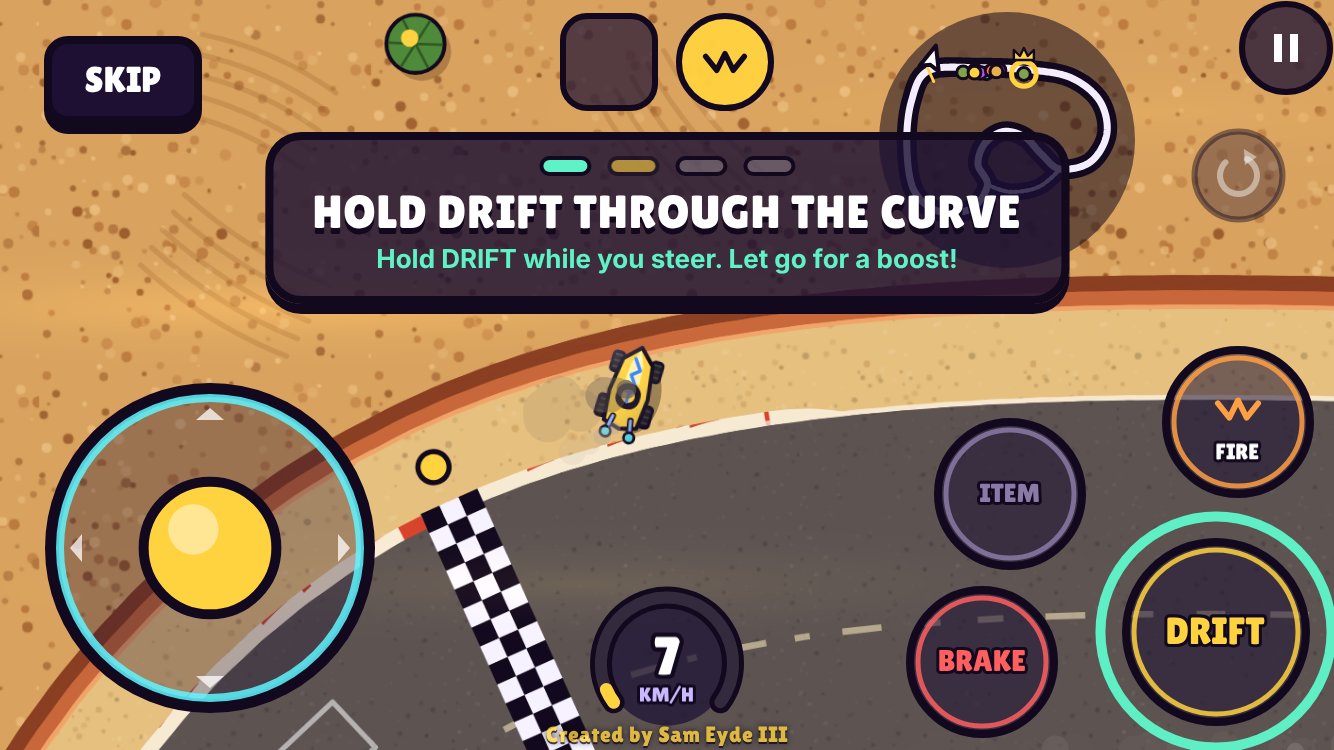 SKIP
HOLD DRIFT THROUGH THE CURVE
Hold DRIFT while you steer. Let go for a boost!
FIRE
ITEM
DRIFT
BRAKE
7
KM/H
Created by Sam Eyde III